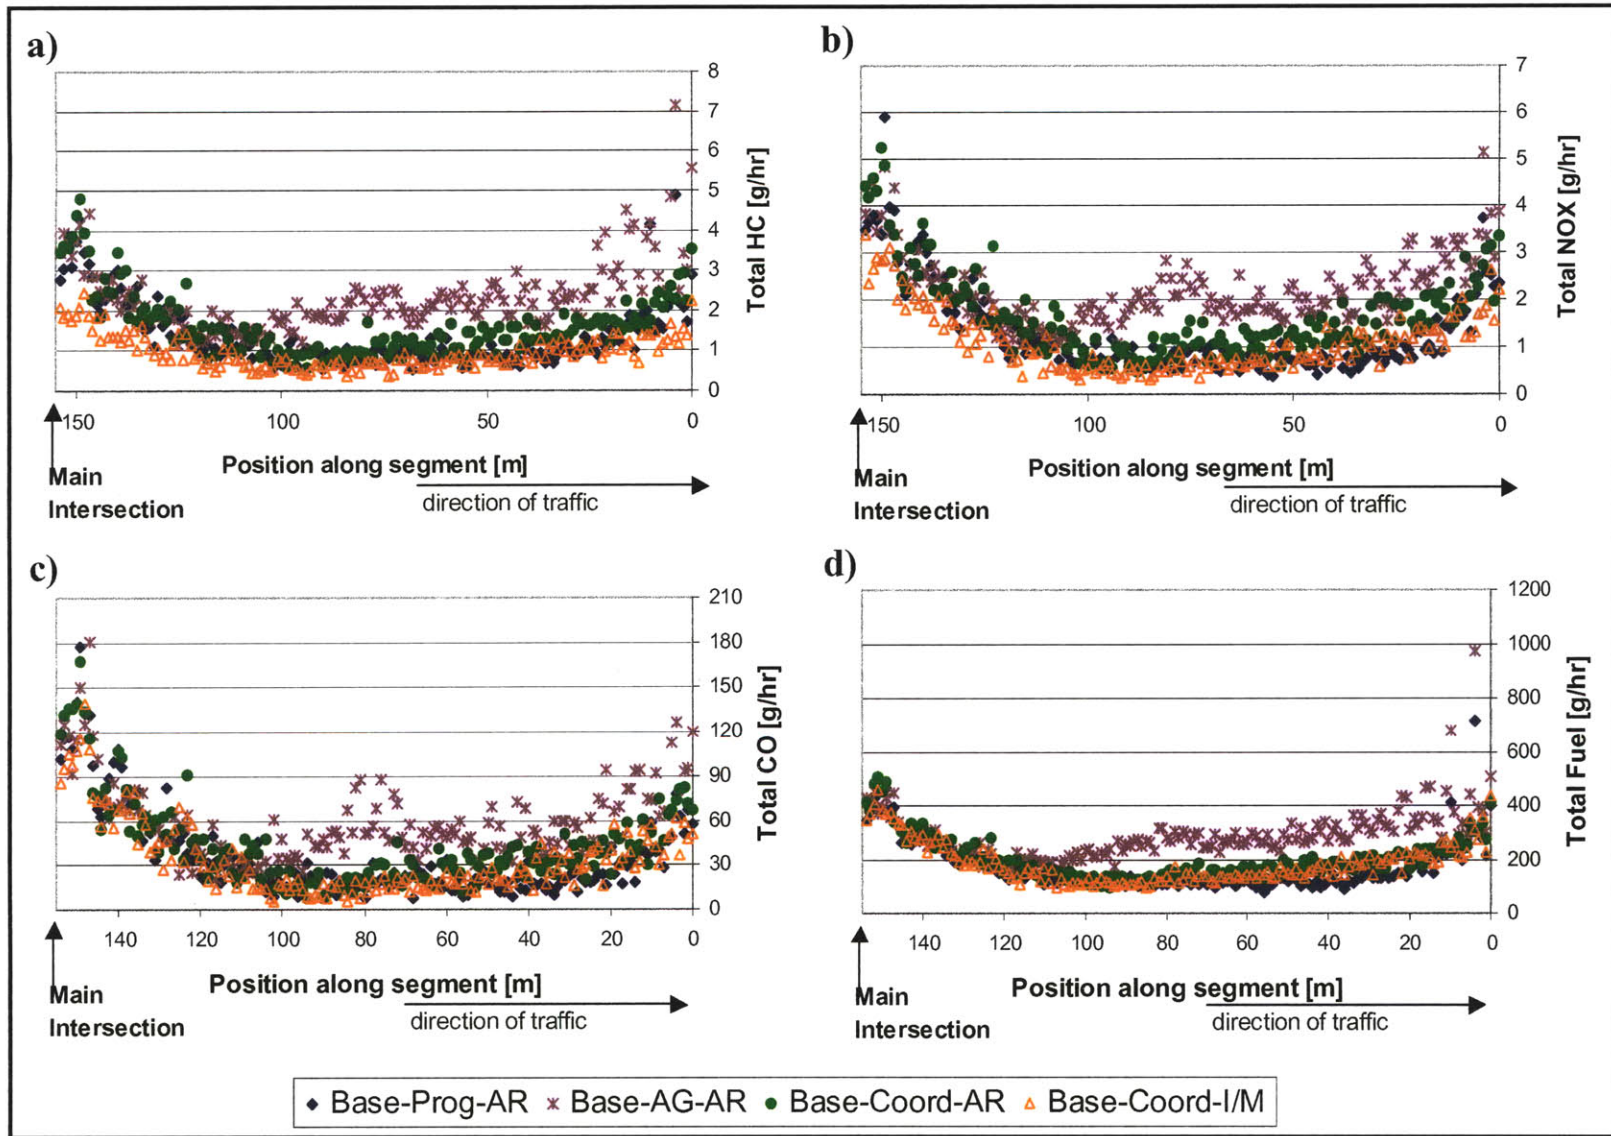 a)
8
7
6
5
4
3
2
1
0
Total HC [g/hr]
150
100
50
0
Position along segment [m]
Main
Intersection
direction of traffic
b)
7
6
5
4
3
2
1
0
Total NOX [g/hr]
150
100
50
0
Position along segment [m]
Main
Intersection
direction of traffic
c)
210
180
150
120
90
60
30
0
Total CO [g/hr]
140
120
100
80
60
40
20
0
Position along segment [m]
Main
Intersection
direction of traffic
d)
1200
1000
800
600
400
200
0
Total Fuel [g/hr]
140
120
100
80
60
40
20
0
Position along segment [m]
Main
Intersection
direction of traffic
Base-Prog-AR
Base-AG-AR
Base-Coord-AR
Base-Coord-I/M